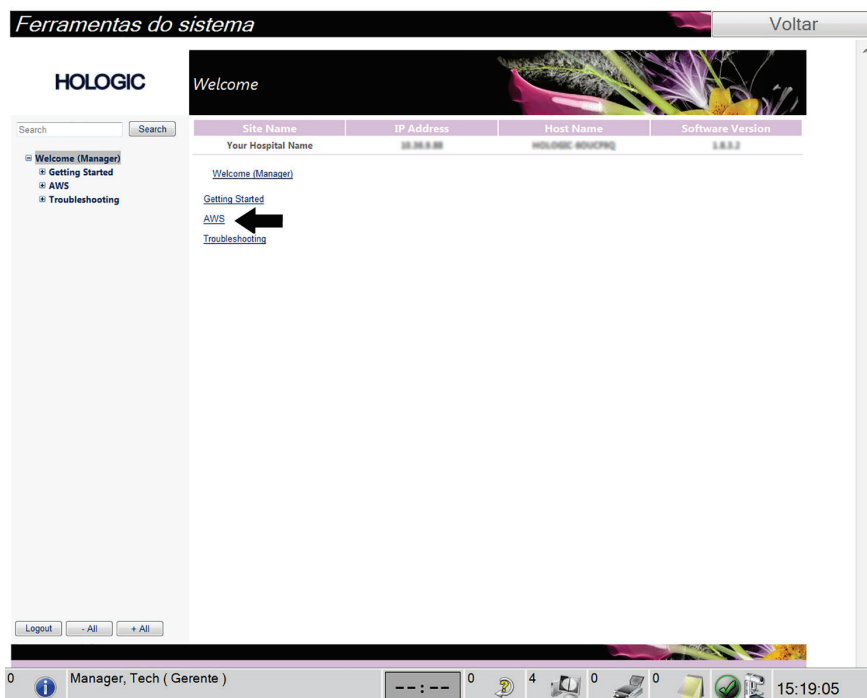 Ferramentas do sistema
Voltar
HOLOGIC
Welcome
Search
Search
Site Name
IP Address
Host Name
Software Version
Your Hospital Name
Welcome (Manager)
Getting Started
AWS
Troubleshooting
Welcome (Manager)
Getting Started
AWS
Troubleshooting
Logout
- All
+ All
0
Manager, Tech ( Gerente )
--:--
0
4
0
0
15:19:05